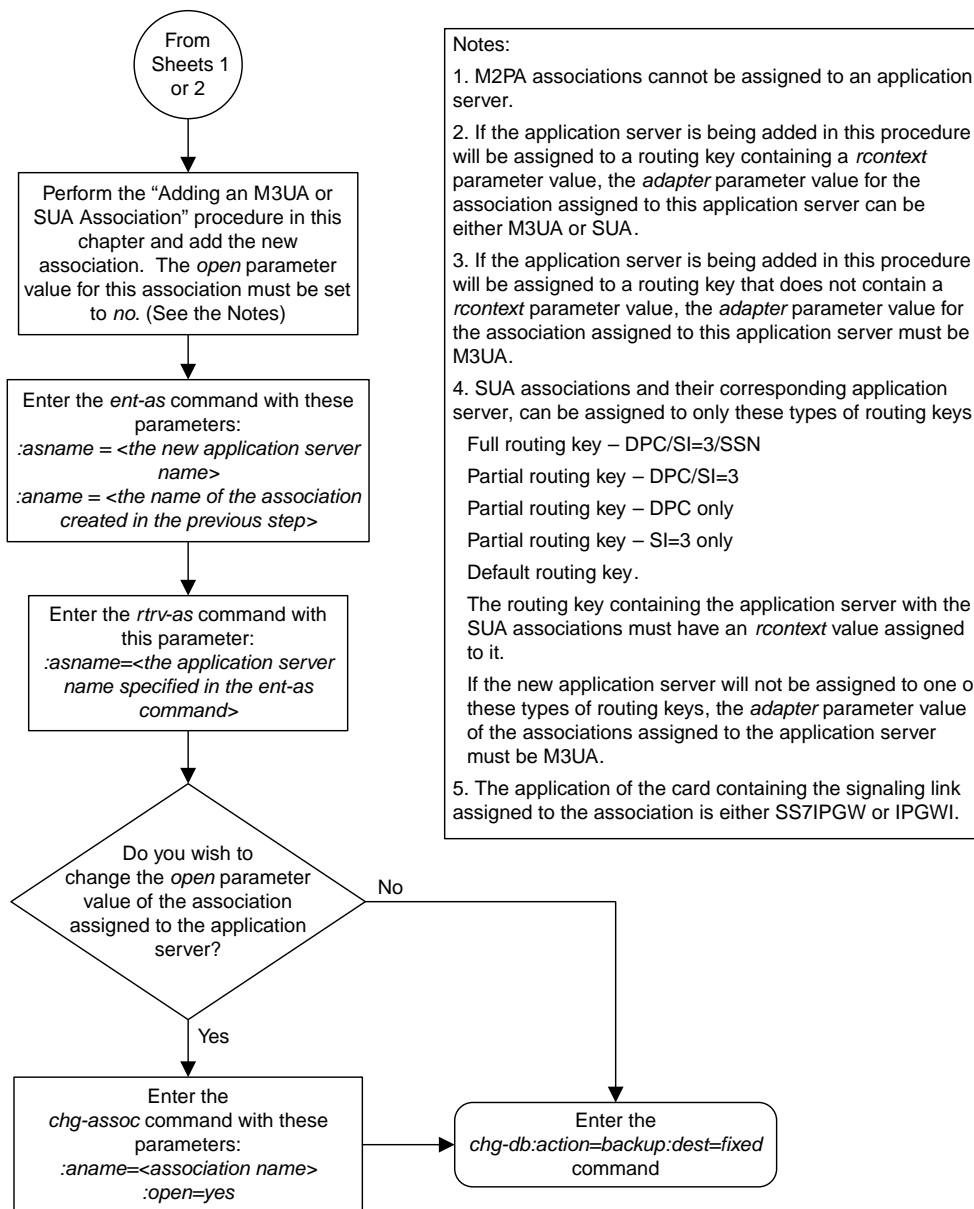 From
Sheets 1
or 2
Perform the “Adding an M3UA or
SUA Association” procedure in this
chapter and add the new
association.  The open parameter
value for this association must be set
to no. (See the Notes)
Enter the ent-as command with these
parameters:
:asname = <the new application server
name>
:aname = <the name of the association
created in the previous step>
Enter the rtrv-as command with
this parameter:
:asname=<the application server
name specified in the ent-as
command>
Do you wish to
change the open parameter
value of the association
assigned to the application
server?
No
Yes
Enter the
chg-assoc command with these
parameters:
:aname=<association name>
:open=yes
Enter the
chg-db:action=backup:dest=fixed
command
Notes:
1. M2PA associations cannot be assigned to an application
server.
2. If the application server is being added in this procedure
will be assigned to a routing key containing a rcontext
parameter value, the adapter parameter value for the
association assigned to this application server can be
either M3UA or SUA.
3. If the application server is being added in this procedure
will be assigned to a routing key that does not contain a
rcontext parameter value, the adapter parameter value for
the association assigned to this application server must be
M3UA.
4. SUA associations and their corresponding application
server, can be assigned to only these types of routing keys
Full routing key – DPC/SI=3/SSN
Partial routing key – DPC/SI=3
Partial routing key – DPC only
Partial routing key – SI=3 only
Default routing key.
The routing key containing the application server with the
SUA associations must have an rcontext value assigned
to it.
If the new application server will not be assigned to one o
these types of routing keys, the adapter parameter value
of the associations assigned to the application server
must be M3UA.
5. The application of the card containing the signaling link
assigned to the association is either SS7IPGW or IPGWI.